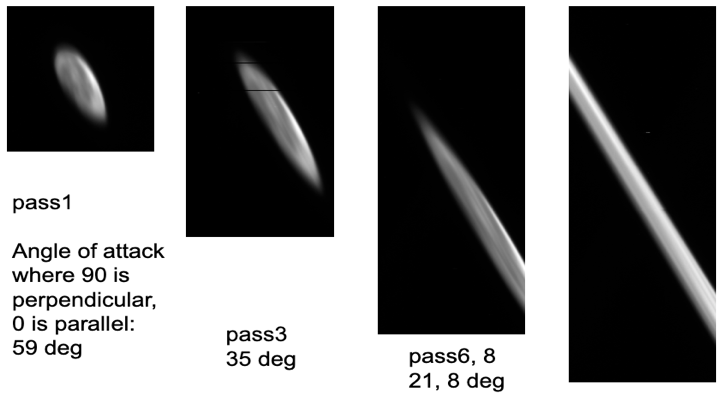 pass1
Angle of attack
where 90 is
perpendicular,
0 is parallel:
59 deg
pass3
35 deg
pass6, 8
21, 8 deg